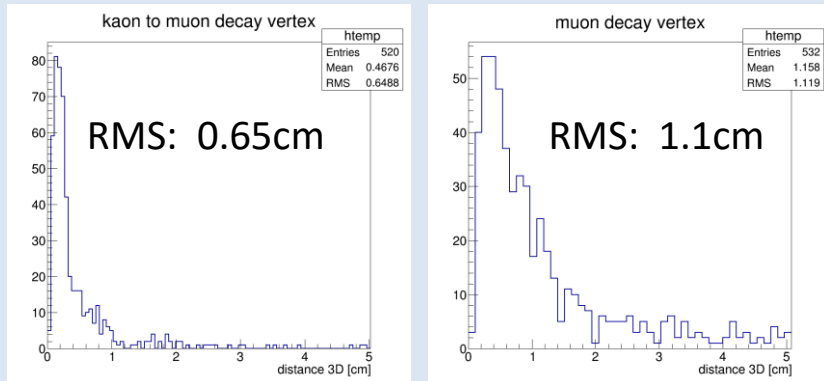 kaon to muon decay vertex
htemp
Entries 520
Mean 0.4676
RMS 0.6488
RMS: 0.65cm
80
70
60
50
40
30
20
10
0
0 1 2 3 4 5
distance 3D [cm]
muon decay vertex
htemp
Entries 532
Mean 1.158
RMS 1.119
RMS: 1.1cm
50
40
30
20
10
0
0 1 2 3 4 5
distance 3D [cm]